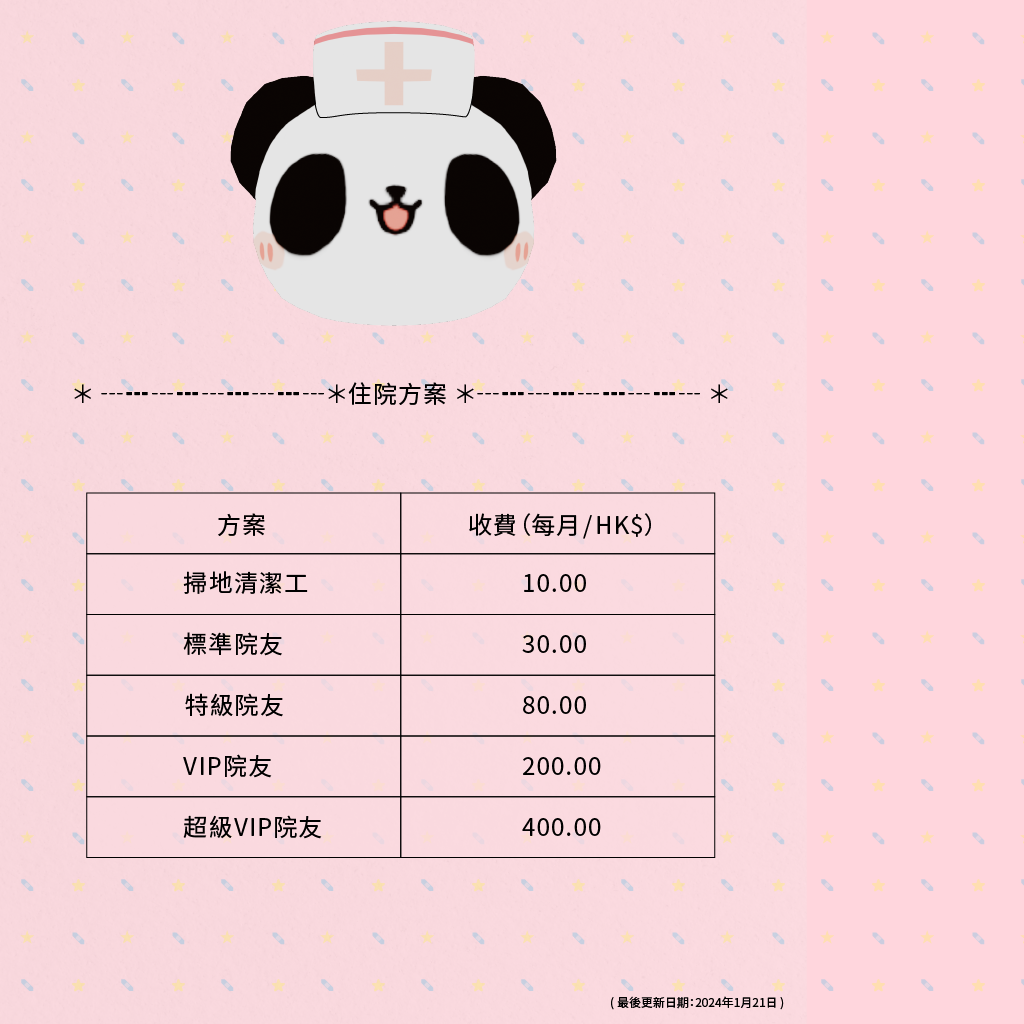 ＊ ---------------------------＊住院方案 ＊--------------------------- ＊
方案 收費（每月/HK$）
掃地清潔工 10.00
標準院友 30.00
特級院友 80.00
VIP院友 200.00
超級VIP院友 400.00
( 最後更新日期：2024年1月21日 )